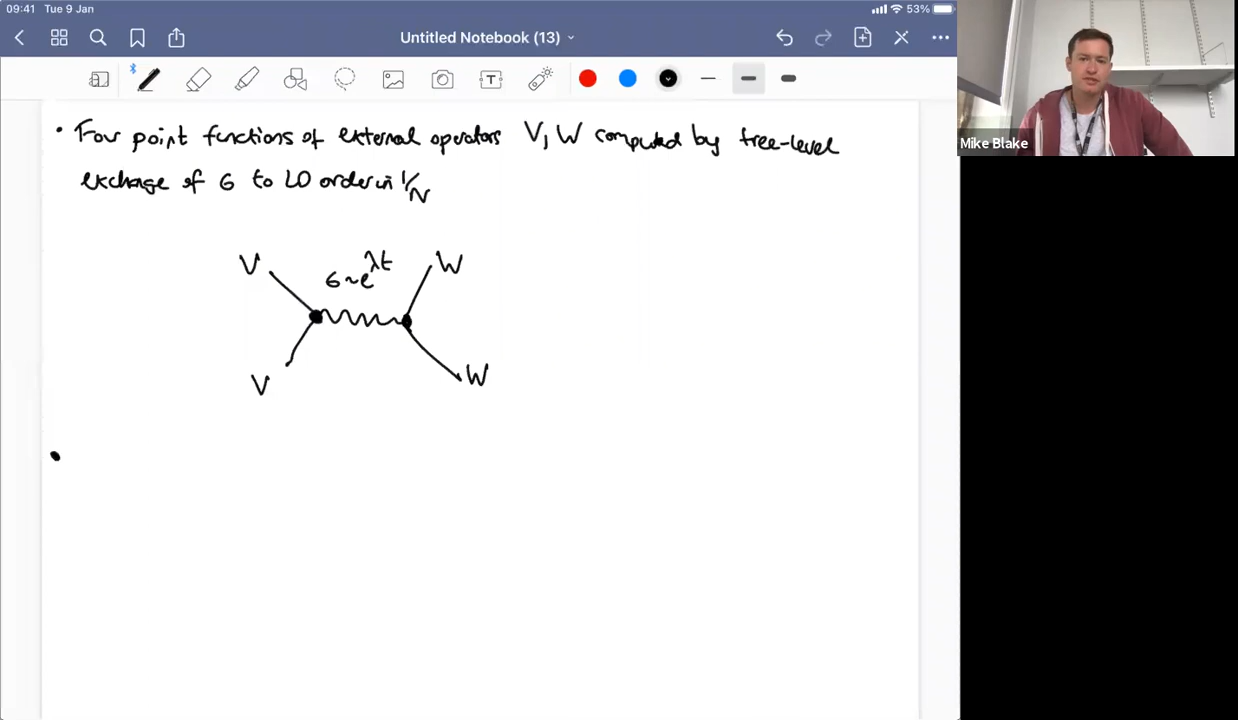 09:41 Tue 9 Jan
53%
Untitled Notebook (13)
Mike Blake
• Four point functions of external operators V, W computed by tree-level
exchange of σ to LO order in 1/N
V σ~e^λt W
V W
•